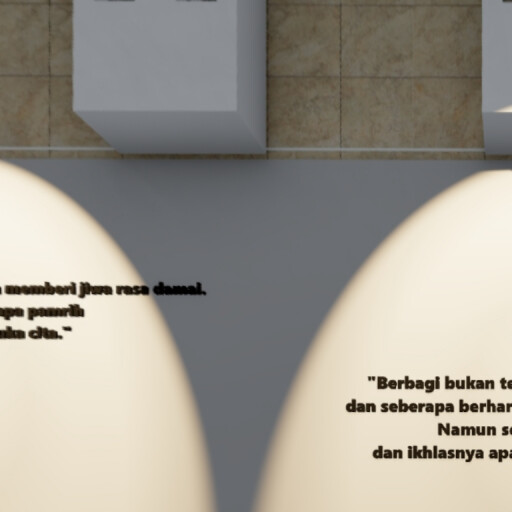 memberi jiwa rasa damai.
pamrih
cita."
"Berbagi bukan te
dan seberapa berhar
Namun se
dan ikhlasnya apa